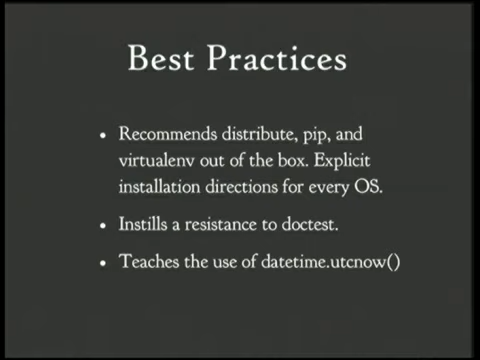 Best Practices
• Recommends distribute, pip, and
virtualenv out of the box. Explicit
installation directions for every OS.
• Instills a resistance to doctest.
• Teaches the use of datetime.utcnow()